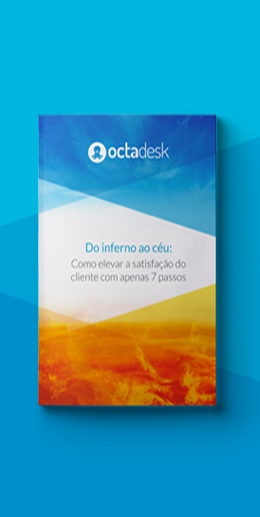 octadesk
Do inferno ao céu:
Como elevar a satisfação do
cliente com apenas 7 passos